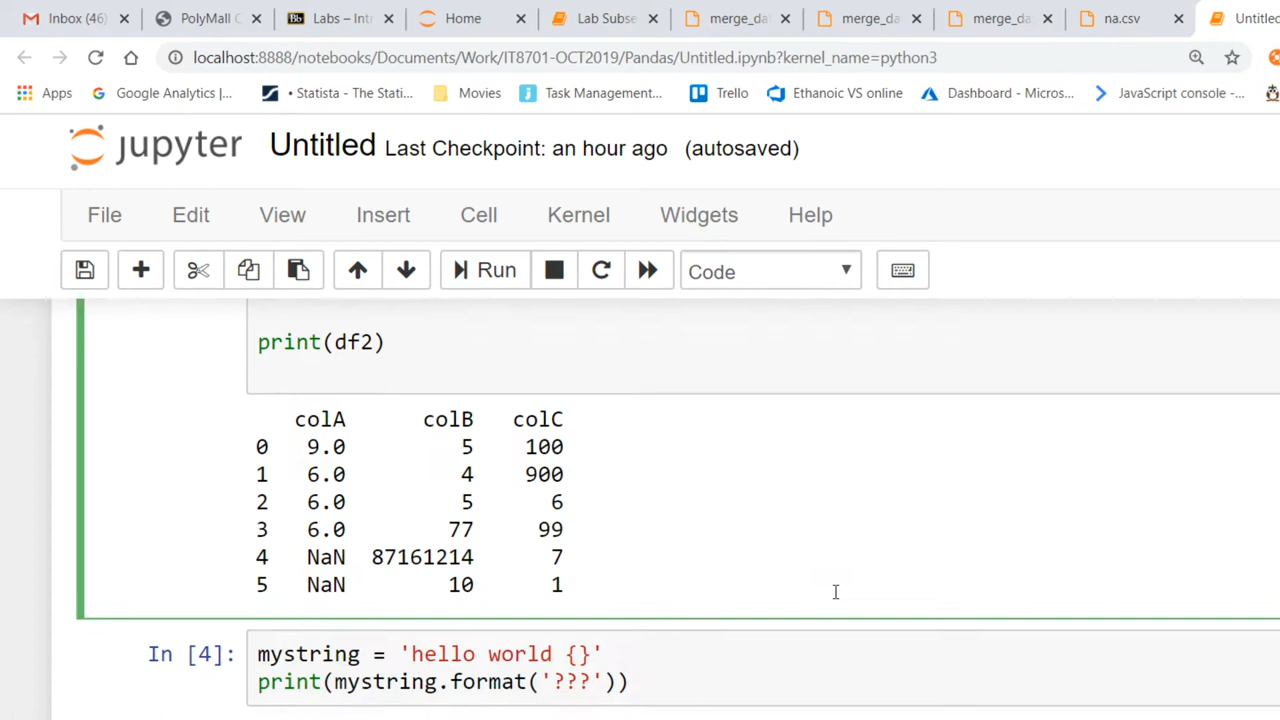 Inbox (46)
PolyMall C
Labs – Intr
Home
Lab Subse
merge_da
merge_da
merge_da
na.csv
Untitled
localhost:8888/notebooks/Documents/Work/IT8701-OCT2019/Pandas/Untitled.ipynb?kernel_name=python3
Apps
Google Analytics |...
• Statista - The Stati...
Movies
Task Management...
Trello
Ethanoic VS online
Dashboard - Micros...
JavaScript console -...
jupyter Untitled Last Checkpoint: an hour ago (autosaved)
File Edit View Insert Cell Kernel Widgets Help
Run Code
print(df2)
colA colB colC
0 9.0 5 100
1 6.0 4 900
2 6.0 5 6
3 6.0 77 99
4 NaN 87161214 7
5 NaN 10 1
In [4]: mystring = 'hello world {}'
print(mystring.format('???'))